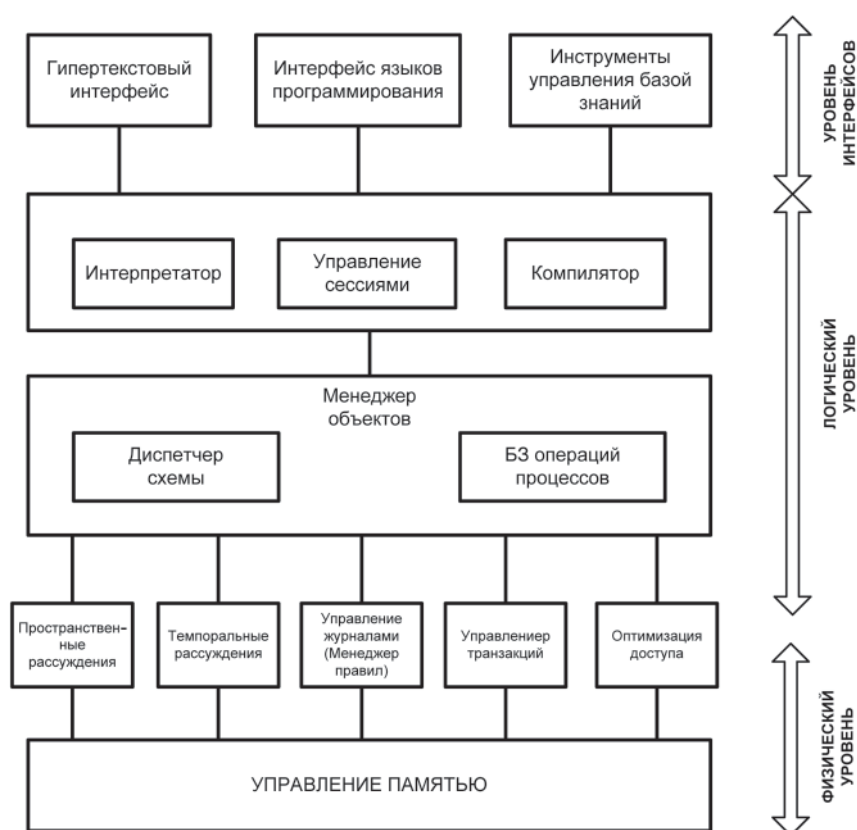 Гипертекстовый
интерфейс
Интерфейс языков
программирования
Инструменты
управления базой
знаний
УРОВЕНЬ
ИНТЕРФЕЙСОВ
Интерпретатор
Управление
сессиями
Компилятор
ЛОГИЧЕСКИЙ
УРОВЕНЬ
Менеджер
объектов
Диспетчер
схемы
БЗ операций
процессов
Пространствен-
ные
рассуждения
Темпоральные
рассуждения
Управление
журналами
(Менеджер
правил)
Управлениер
транзакций
Оптимизация
доступа
ФИЗИЧЕСКИЙ
УРОВЕНЬ
УПРАВЛЕНИЕ ПАМЯТЬЮ